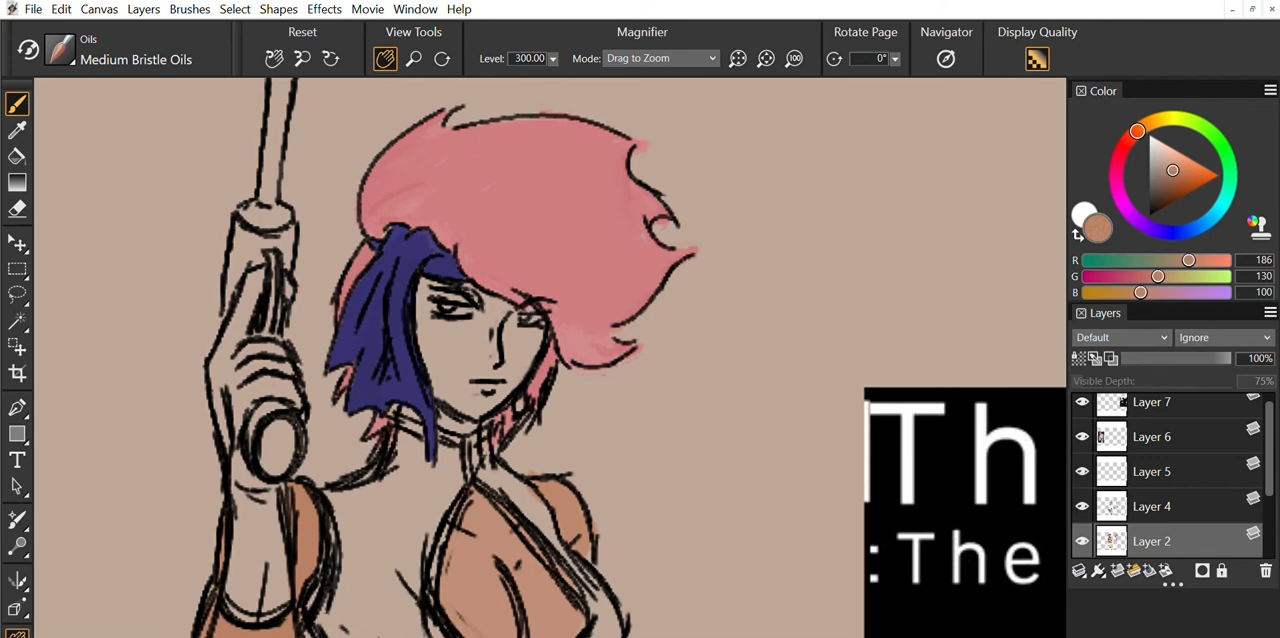 File Edit Canvas Layers Brushes Select Shapes Effects Movie Window Help
Oils
Medium Bristle Oils
Reset
View Tools
Magnifier
Level: 300.00
Mode: Drag to Zoom
100
Rotate Page
0°
Navigator
Display Quality
Color
R 186
G 130
B 100
Layers
Default Ignore
100%
Visible Depth: 75%
Layer 7
Layer 6
Layer 5
Layer 4
Layer 2
Th
:The